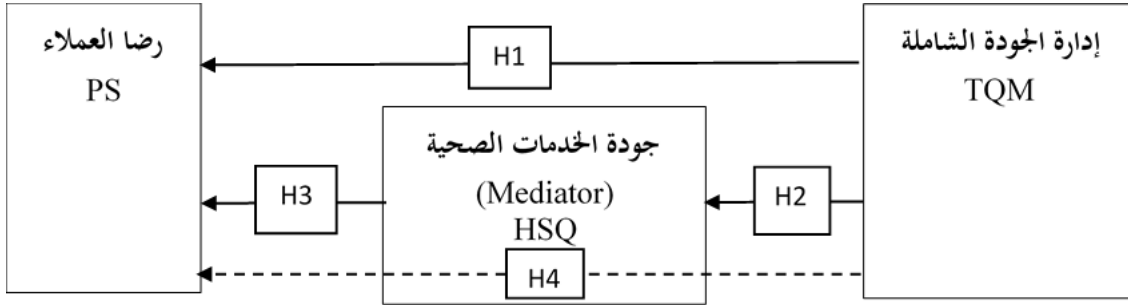 إدارة الجودة الشاملة
TQM
H1
رضا العملاء
PS
H2
جودة الخدمات الصحية
(Mediator)
HSQ
H3
H4